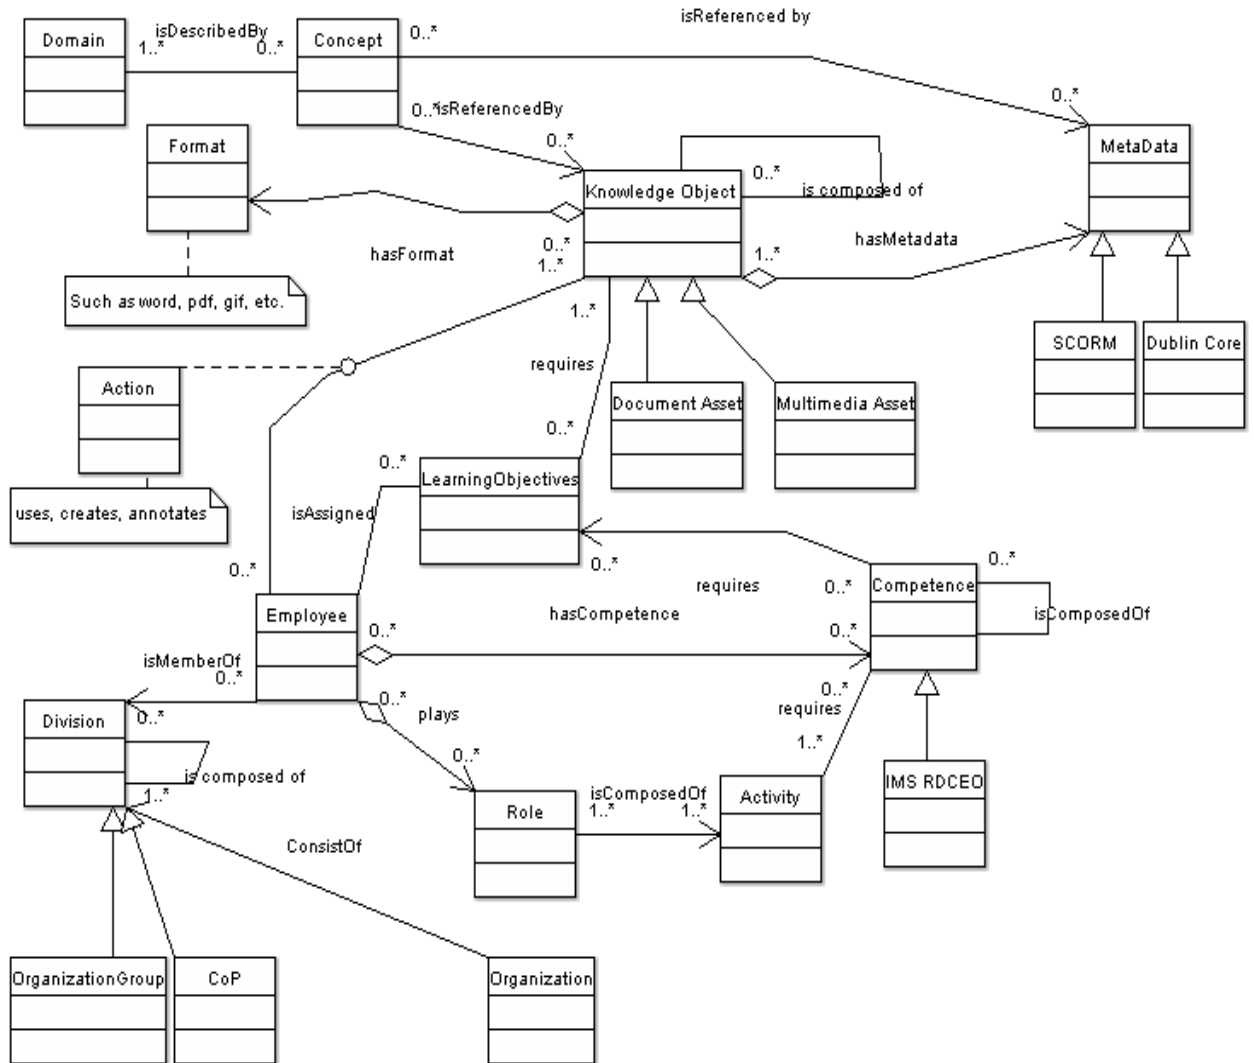 isReferenced by
Domain
isDescribedBy
1..*
0..*
Concept
0..*
0..*
isReferencedBy
0..*
0..*
MetaData
Format
Knowledge Object
0..*
is composed of
hasFormat
0..*
1..*
1..*
hasMetadata
Such as word, pdf, gif, etc.
1..*
requires
SCORM
Dublin Core
Action
Document Asset
Multimedia Asset
0..*
0..*
LearningObjectives
uses, creates, annotates
isAssigned
0..*
0..*
requires
0..*
Competence
0..*
isComposedOf
Employee
hasCompetence
0..*
0..*
isMemberOf
0..*
0..*
0..*
requires
Division
0..*
plays
1..*
0..*
is composed of
1..*
IMS RDCEO
Role
isComposedOf
1..*
1..*
Activity
ConsistOf
OrganizationGroup
CoP
Organization